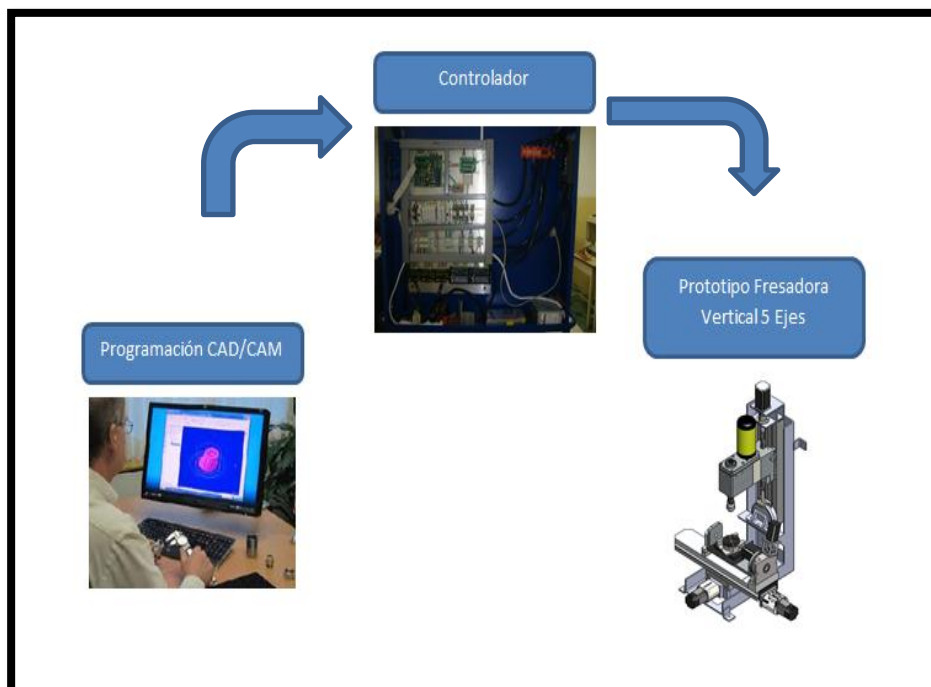 Controlador
Prototipo Fresadora
Vertical 5 Ejes
Programación CAD/CAM